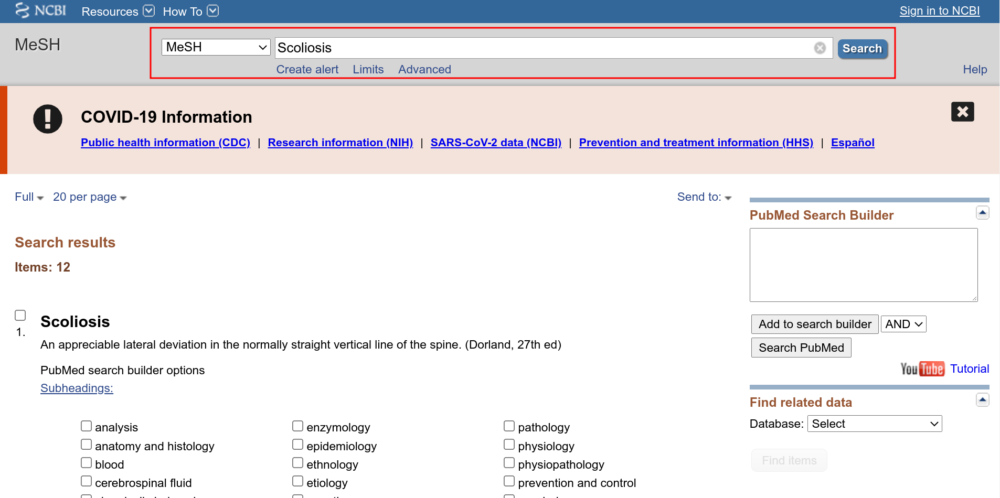 NCBI Resources How To Sign in to NCBI
MeSH
MeSH Scoliosis Search
Create alert Limits Advanced
Help
COVID-19 Information
Public health information (CDC) | Research information (NIH) | SARS-CoV-2 data (NCBI) | Prevention and treatment information (HHS) | Español
Full 20 per page Send to:
Search results
Items: 12
1.
Scoliosis
An appreciable lateral deviation in the normally straight vertical line of the spine. (Dorland, 27th ed)
PubMed search builder options
Subheadings:
analysis enzymology pathology
anatomy and histology epidemiology physiology
blood ethnology physiopathology
cerebrospinal fluid etiology prevention and control
PubMed Search Builder
Add to search builder AND
Search PubMed
YouTube Tutorial
Find related data
Database: Select
Find items